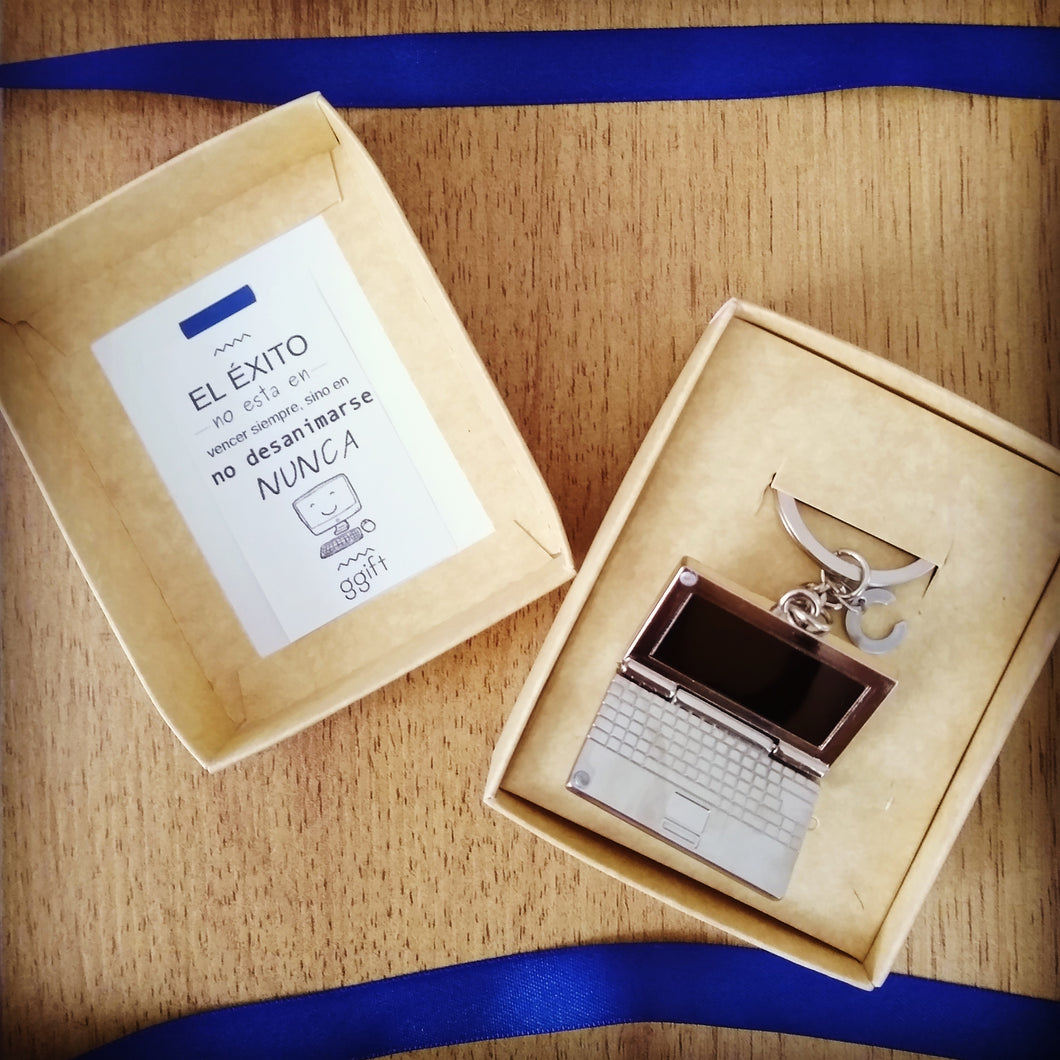 EL ÉXITO
no esta en
vencer siempre, sino en
no desanimarse
NUNCA
ggift
C